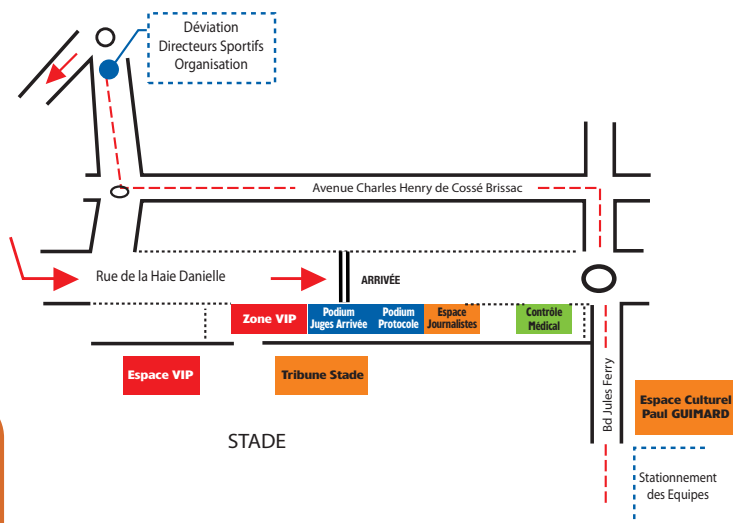 Déviation
Directeurs Sportifs
Organisation
Avenue Charles Henry de Cossé Brissac
Rue de la Haie Danielle
ARRIVÉE
Zone VIP
Podium
Juges Arrivée
Podium
Protocole
Espace
Journalistes
Contrôle
Médical
Espace VIP
Tribune Stade
Bd Jules Ferry
Espace Culturel
Paul GUIMARD
STADE
Stationnement
des Equipes